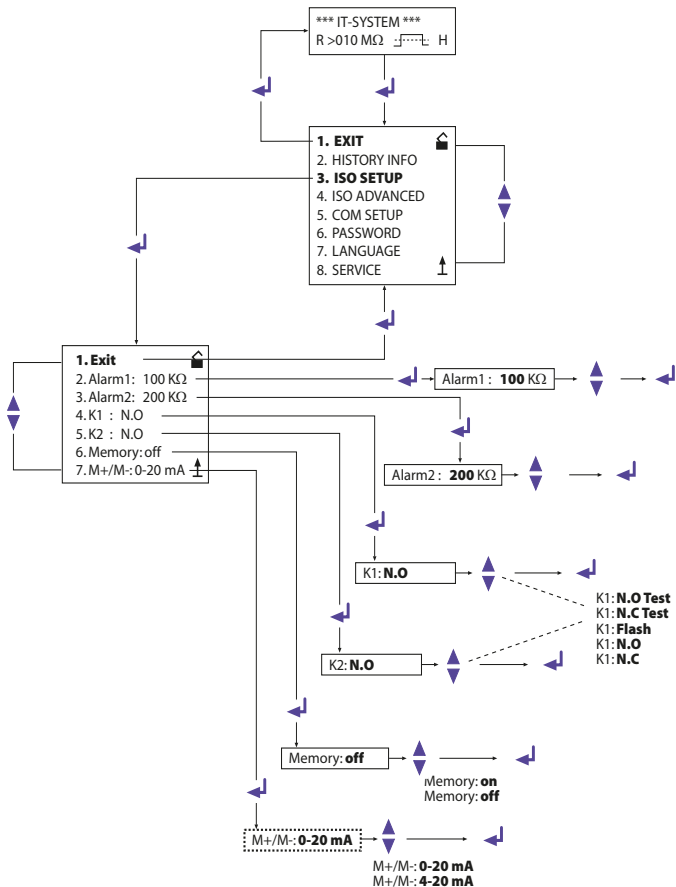 *** IT-SYSTEM ***
R >010 MΩ H
1. EXIT
2. HISTORY INFO
3. ISO SETUP
4. ISO ADVANCED
5. COM SETUP
6. PASSWORD
7. LANGUAGE
8. SERVICE
1. Exit
2. Alarm1: 100 KΩ
3. Alarm2: 200 KΩ
4. K1 : N.O
5. K2 : N.O
6. Memory: off
7. M+/M-: 0-20 mA
Alarm1 : 100 KΩ
Alarm2 : 200 KΩ
K1: N.O
K1: N.O Test
K1: N.C Test
K1: Flash
K1: N.O
K1: N.C
K2: N.O
Memory: off
Memory: on
Memory: off
M+/M-: 0-20 mA
M+/M-: 0-20 mA
M+/M-: 4-20 mA